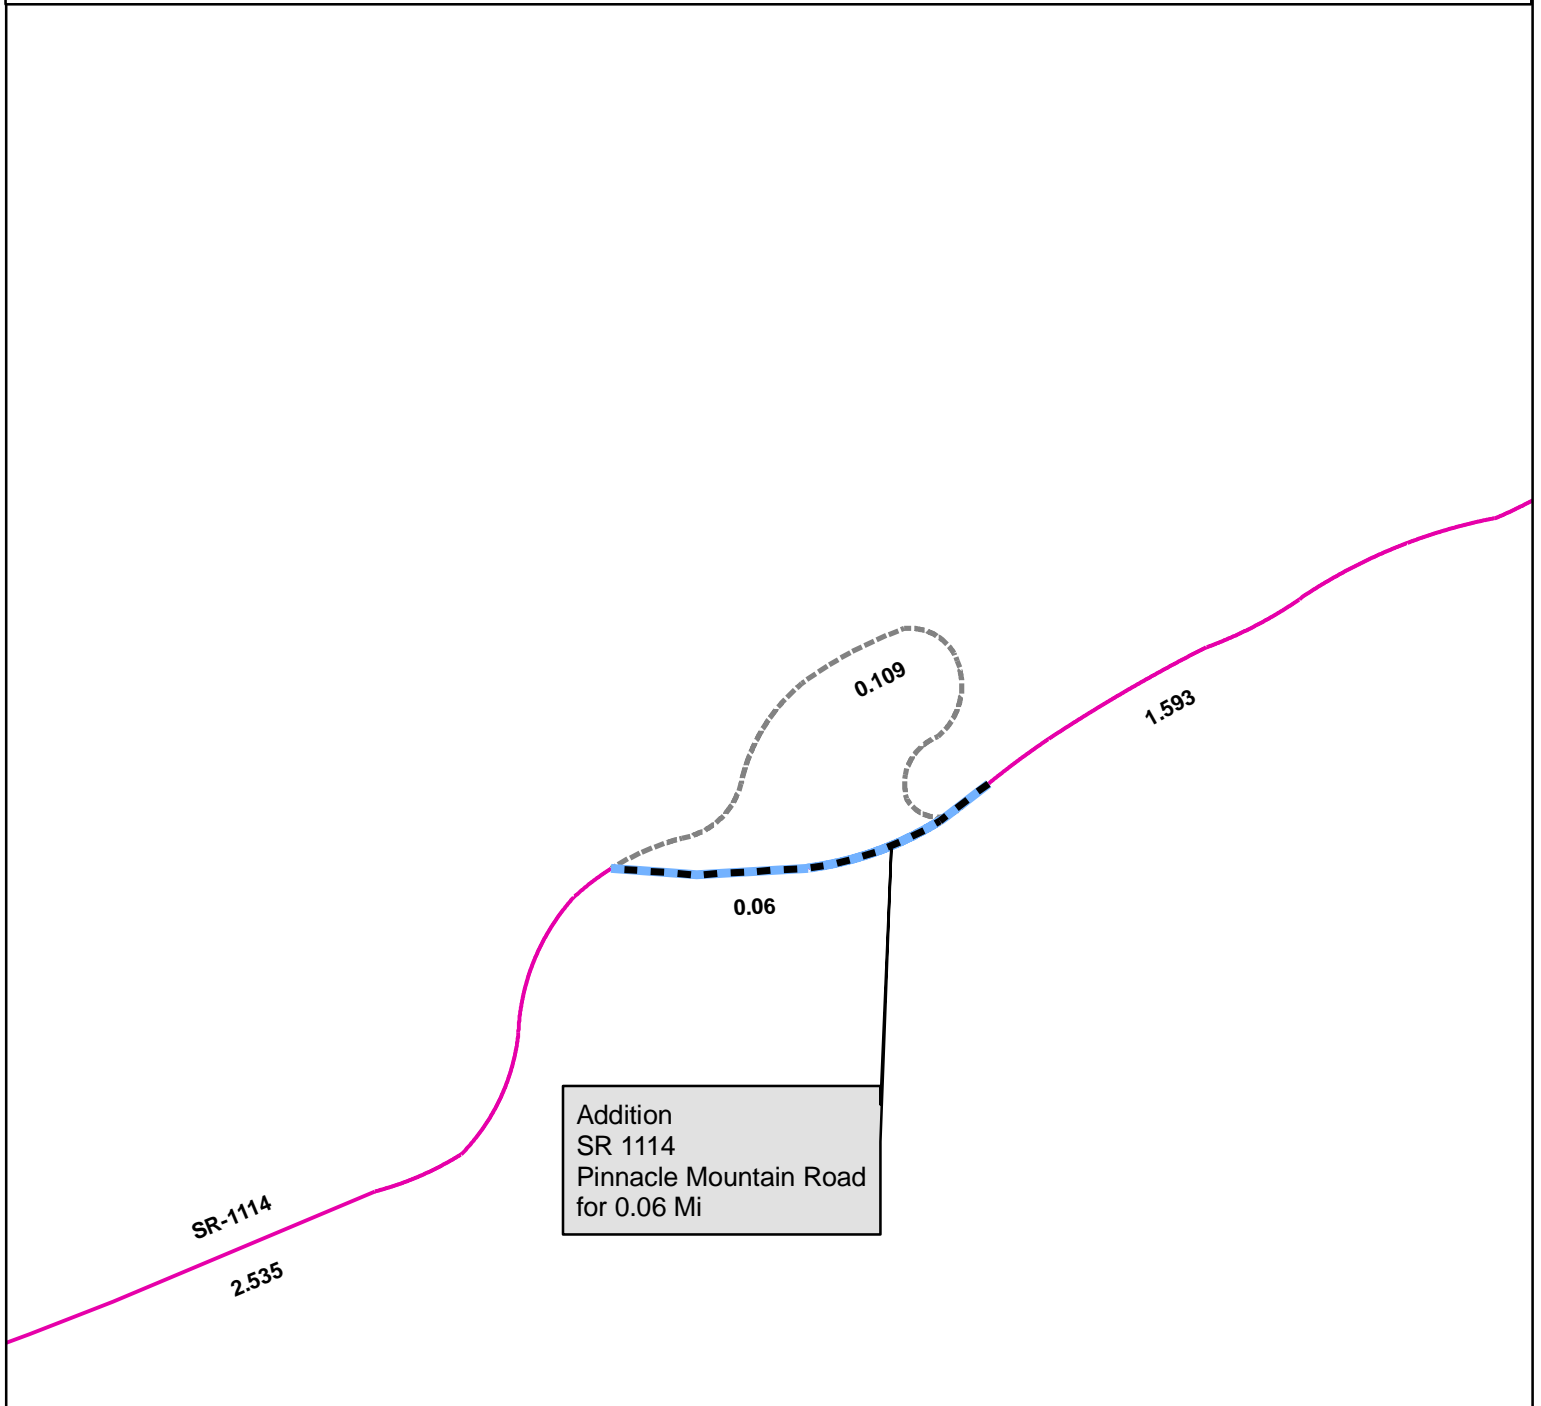 0.109
1.593
0.06
Addition
SR 1114
Pinnacle Mountain Road
for 0.06 Mi
SR-1114
2.535